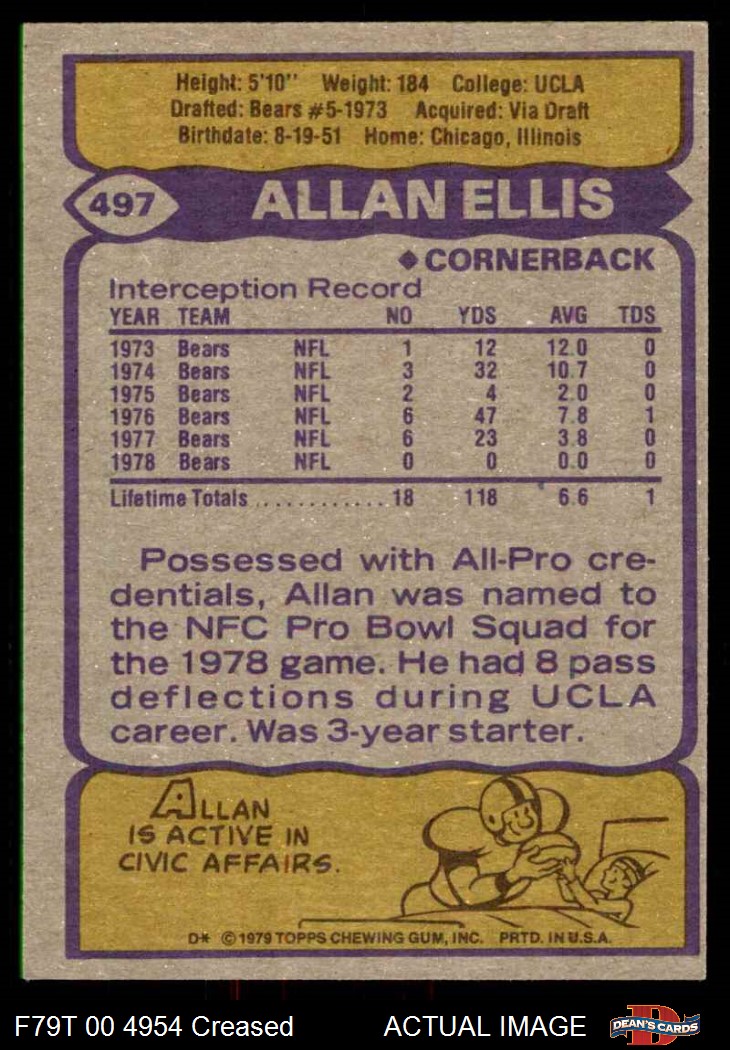 Height: 5'10" Weight: 184 College: UCLA
Drafted: Bears #5-1973 Acquired: Via Draft
Birthdate: 8-19-51 Home: Chicago, Illinois
497 ALLAN ELLIS
◆ CORNERBACK
Interception Record
YEAR TEAM NO YDS AVG TDS
1973 Bears NFL 1 12 12.0 0
1974 Bears NFL 3 32 10.7 0
1975 Bears NFL 2 4 2.0 0
1976 Bears NFL 6 47 7.8 1
1977 Bears NFL 6 23 3.8 0
1978 Bears NFL 0 0 0.0 0
Lifetime Totals ............ 18 118 6.6 1
Possessed with All-Pro cre-
dentials, Allan was named to
the NFC Pro Bowl Squad for
the 1978 game. He had 8 pass
deflections during UCLA
career. Was 3-year starter.
ALLAN
IS ACTIVE IN
CIVIC AFFAIRS.
D* © 1979 TOPPS CHEWING GUM, INC. PRTD. IN U.S.A.
F79T 00 4954 Creased ACTUAL IMAGE
D
DEAN'S CARDS